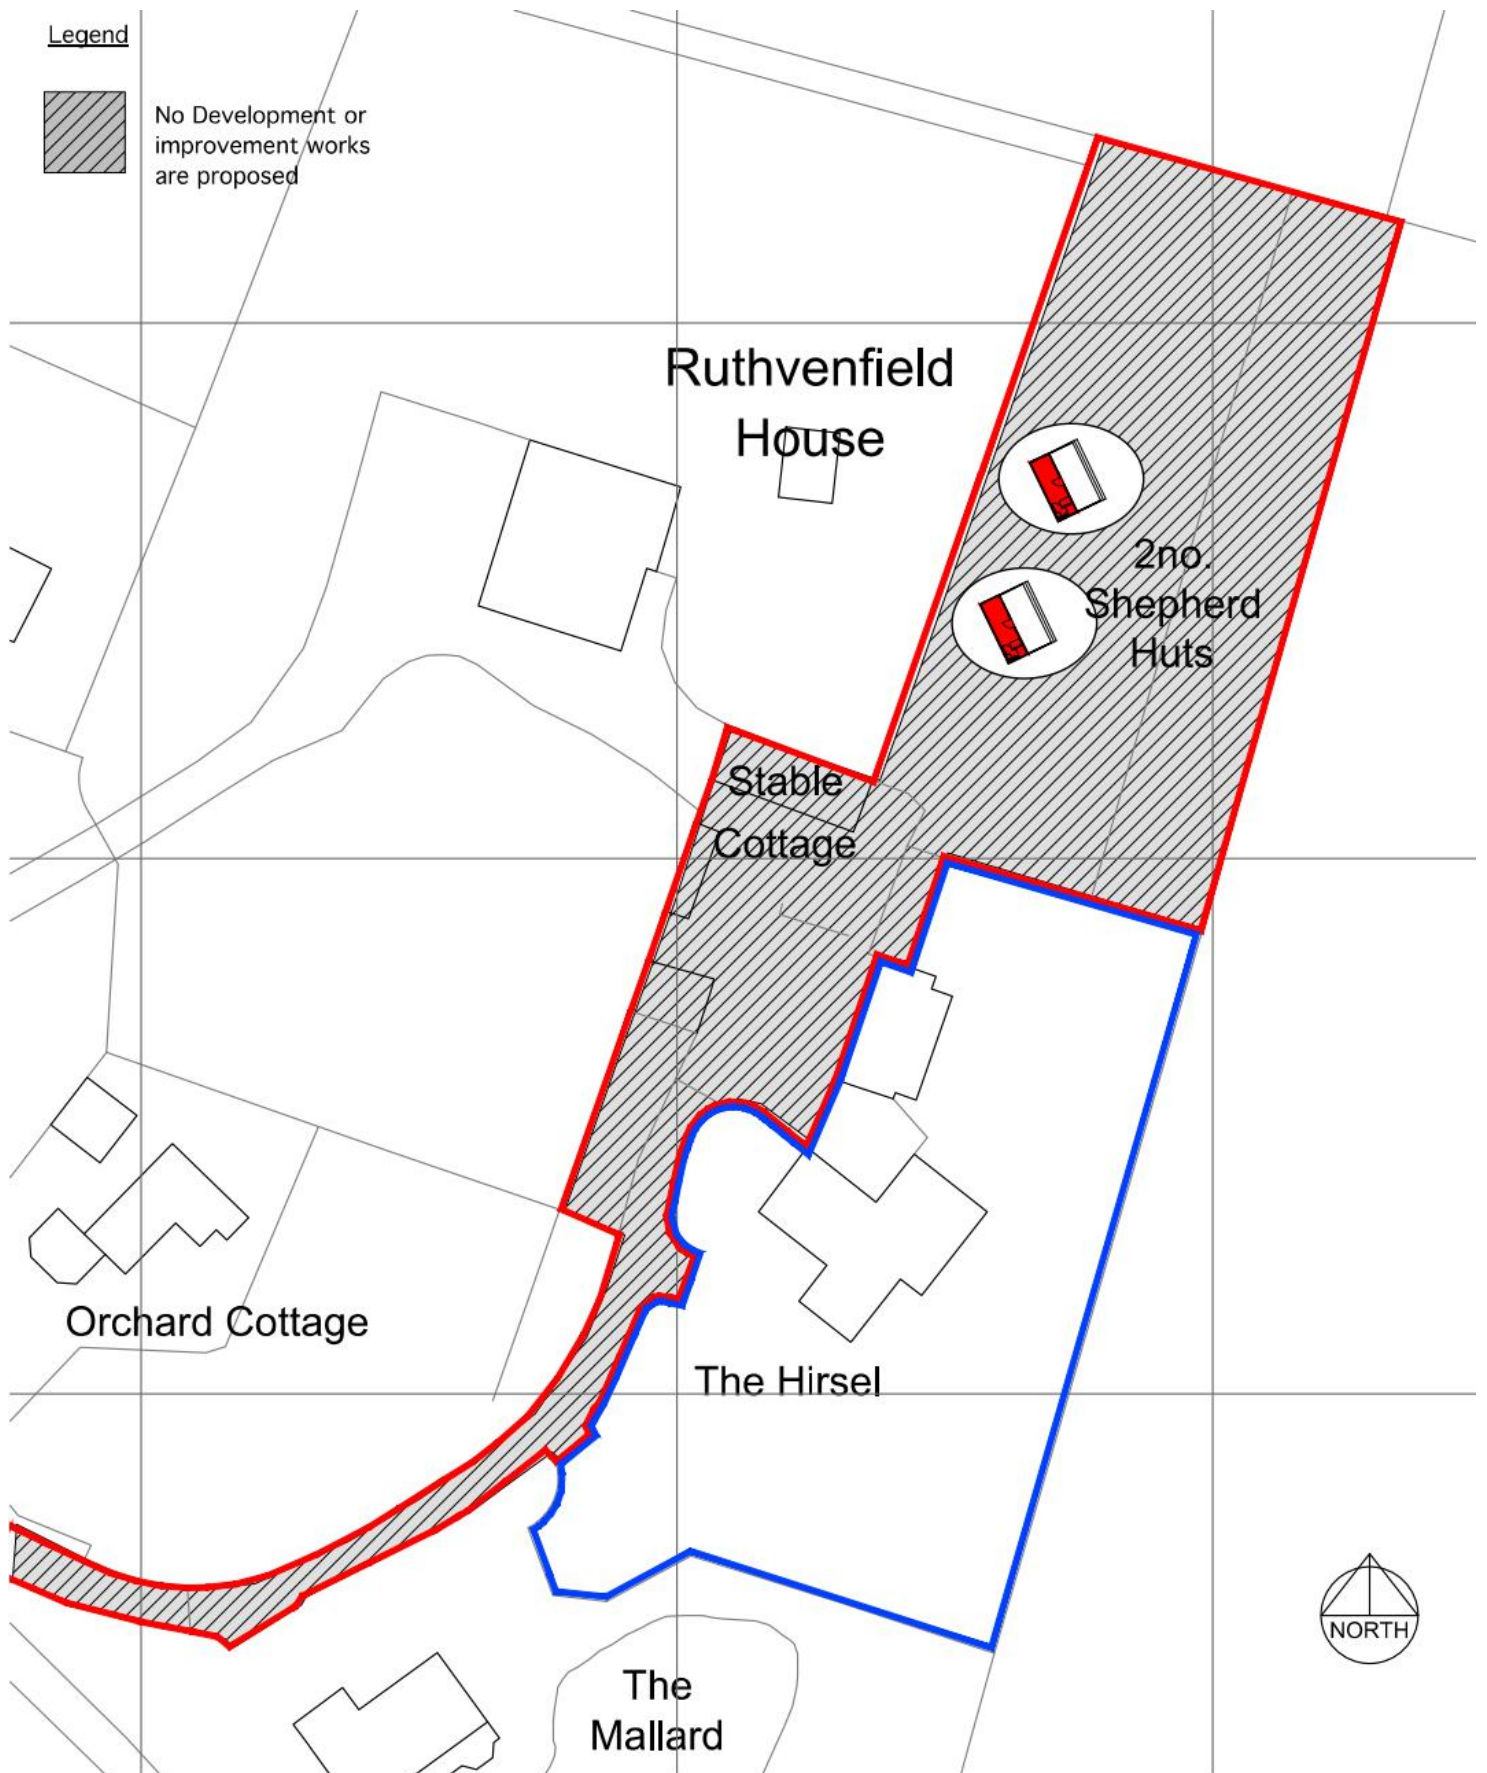 Legend
No Development or
improvement works
are proposed
Ruthvenfield
House
2no.
Shepherd
Huts
Stable
Cottage
Orchard Cottage
The Hirsel
NORTH
The
Mallard